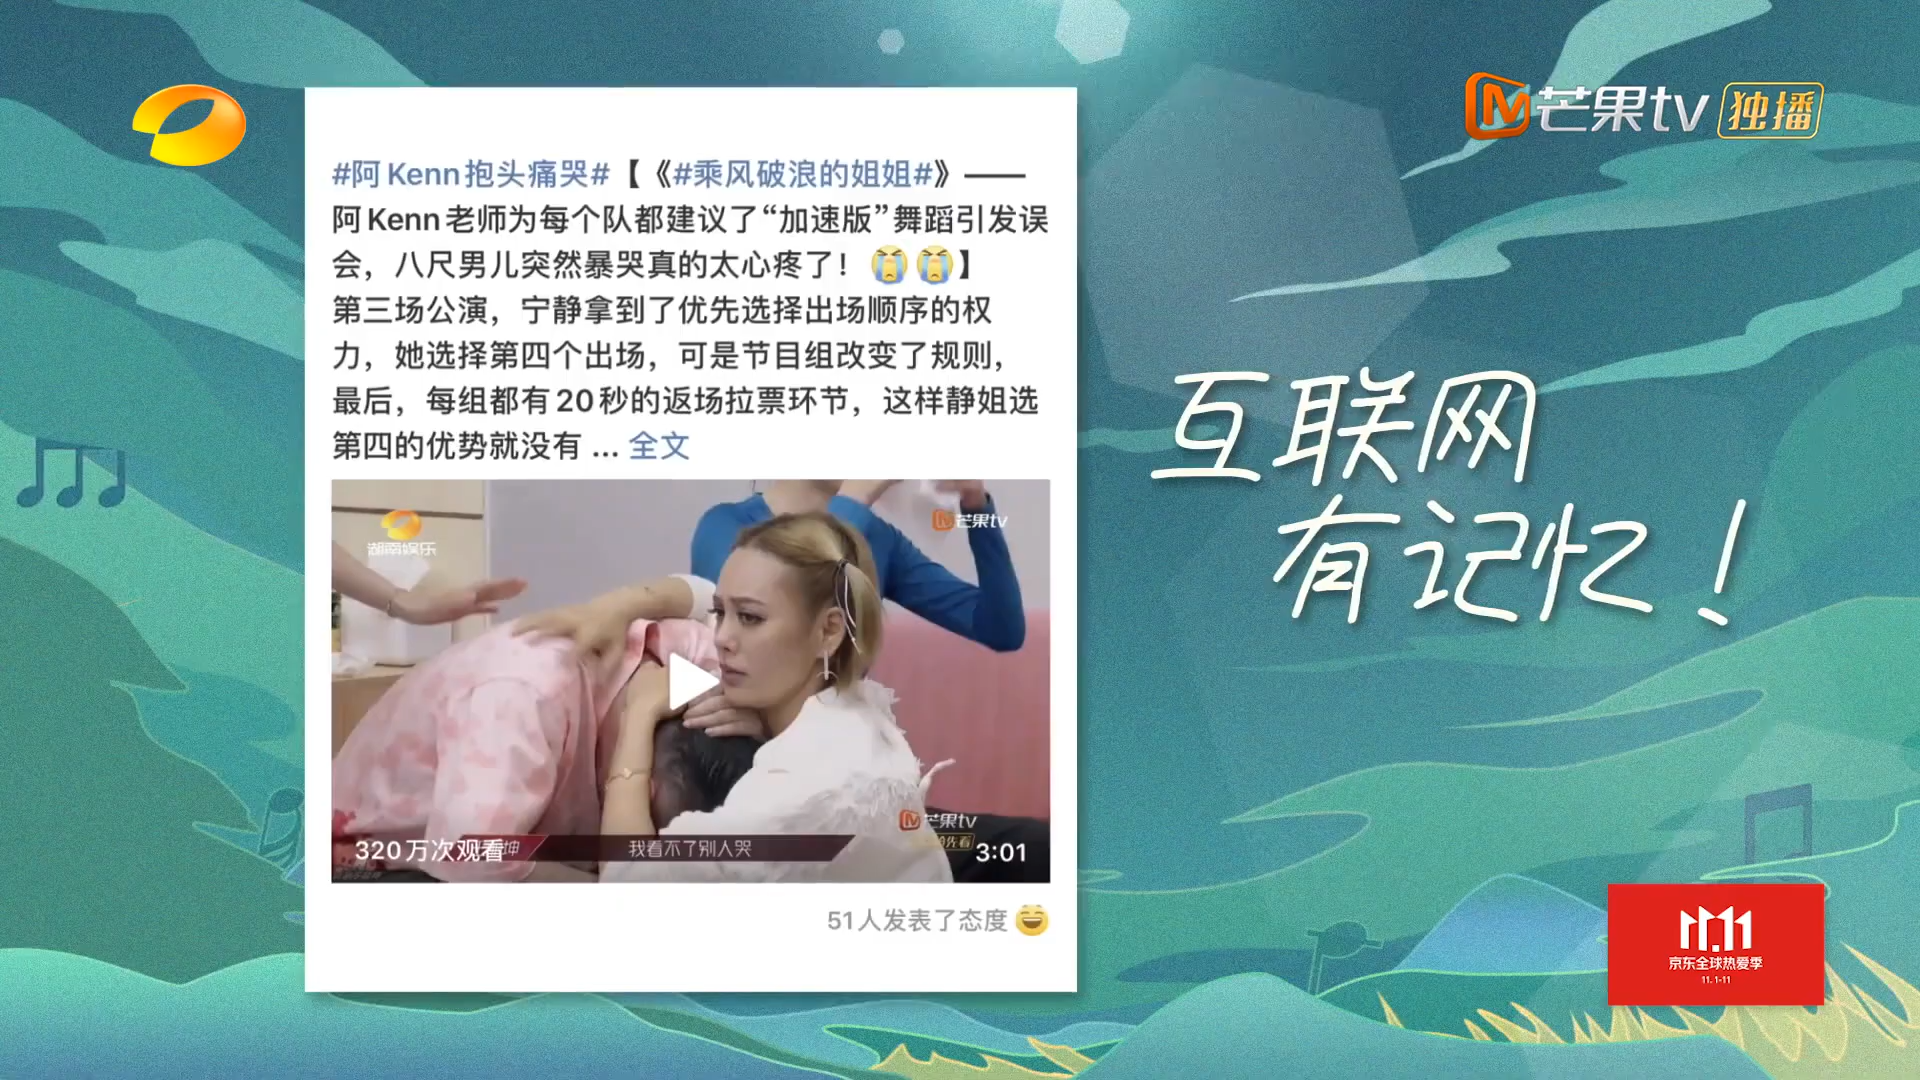 芒果tv 独播
#阿Kenn抱头痛哭#【《#乘风破浪的姐姐#》——
阿Kenn老师为每个队都建议了“加速版”舞蹈引发误
会，八尺男儿突然暴哭真的太心疼了！😭😭】
第三场公演，宁静拿到了优先选择出场顺序的权
力，她选择第四个出场，可是节目组改变了规则，
最后，每组都有20秒的返场拉票环节，这样静姐选
第四的优势就没有 ... 全文
互联网
有记忆！
湖南娱乐
芒果tv
芒果tv
320万次观看
我看不了别人哭
3:01
51人发表了态度😄
11.11
京东全球热爱季
11.1-11